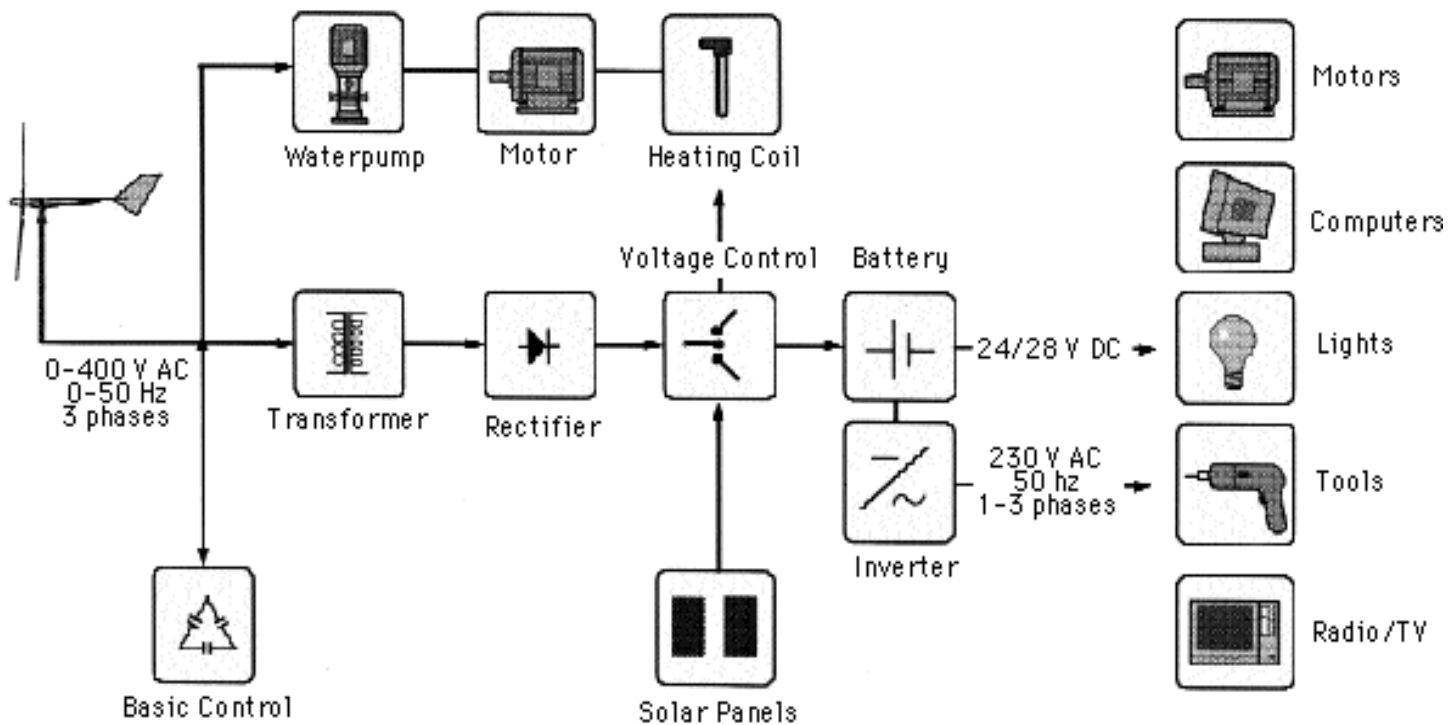 Waterpump
Motor
Heating Coil
Motors
Computers
Voltage Control
Battery
0-400 V AC
0-50 Hz
3 phases
Transformer
Rectifier
24/28 V DC
Lights
230 V AC
50 hz
1-3 phases
Inverter
Tools
Basic Control
Solar Panels
Radio/TV